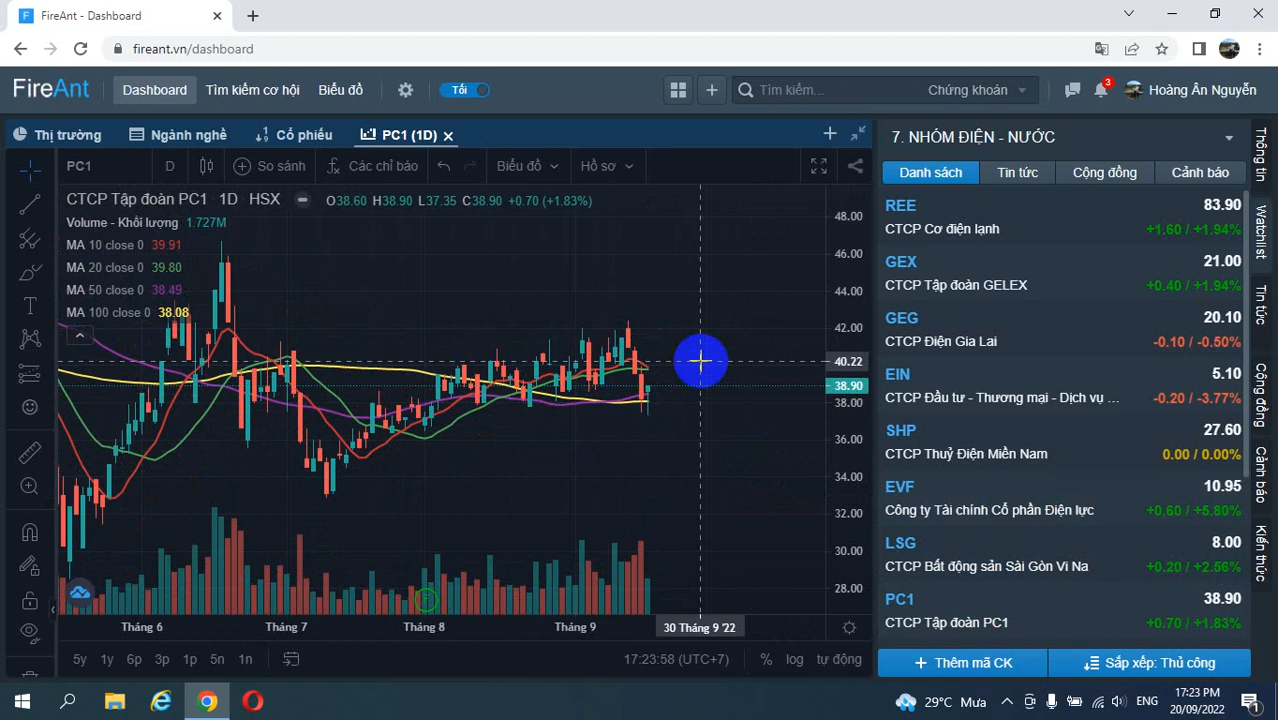 FireAnt - Dashboard
fireant.vn/dashboard
FireAnt
Dashboard
Tìm kiếm cơ hội
Biểu đồ
Tối
Tìm kiếm...
Chứng khoán
3
Hoàng Ân Nguyễn
Thị trường
Ngành nghề
Cổ phiếu
PC1 (1D)
PC1
D
So sánh
Các chỉ báo
Biểu đồ
Hồ sơ
CTCP Tập đoàn PC1 1D HSX
O38.60 H38.90 L37.35 C38.90 +0.70 (+1.83%)
Volume - Khối lượng 1.727M
MA 10 close 0 39.91
MA 20 close 0 39.80
MA 50 close 0 38.49
MA 100 close 0 38.08
48.00
46.00
44.00
42.00
40.22
38.90
38.00
36.00
34.00
32.00
30.00
28.00
Tháng 6
Tháng 7
Tháng 8
Tháng 9
30 Tháng 9 '22
5y
1y
6p
3p
1p
5n
1n
17:23:58 (UTC+7)
%
log
tự động
7. NHÓM ĐIỆN - NƯỚC
Danh sách
Tin tức
Cộng đồng
Cảnh báo
REE 83.90
CTCP Cơ điện lạnh +1.60 / +1.94%
GEX 21.00
CTCP Tập đoàn GELEX +0.40 / +1.94%
GEG 20.10
CTCP Điện Gia Lai -0.10 / -0.50%
EIN 5.10
CTCP Đầu tư - Thương mại - Dịch vụ ... -0.20 / -3.77%
SHP 27.60
CTCP Thuỷ Điện Miền Nam 0.00 / 0.00%
EVF 10.95
Công ty Tài chính Cổ phần Điện lực +0.60 / +5.80%
LSG 8.00
CTCP Bất động sản Sài Gòn Vi Na +0.20 / +2.56%
PC1 38.90
CTCP Tập đoàn PC1 +0.70 / +1.83%
Thêm mã CK
Sắp xếp: Thủ công
Thông tin
Watchlist
Tin tức
Cộng đồng
Cảnh báo
Kiến thức
29°C Mưa
ENG
17:23 PM
20/09/2022
1